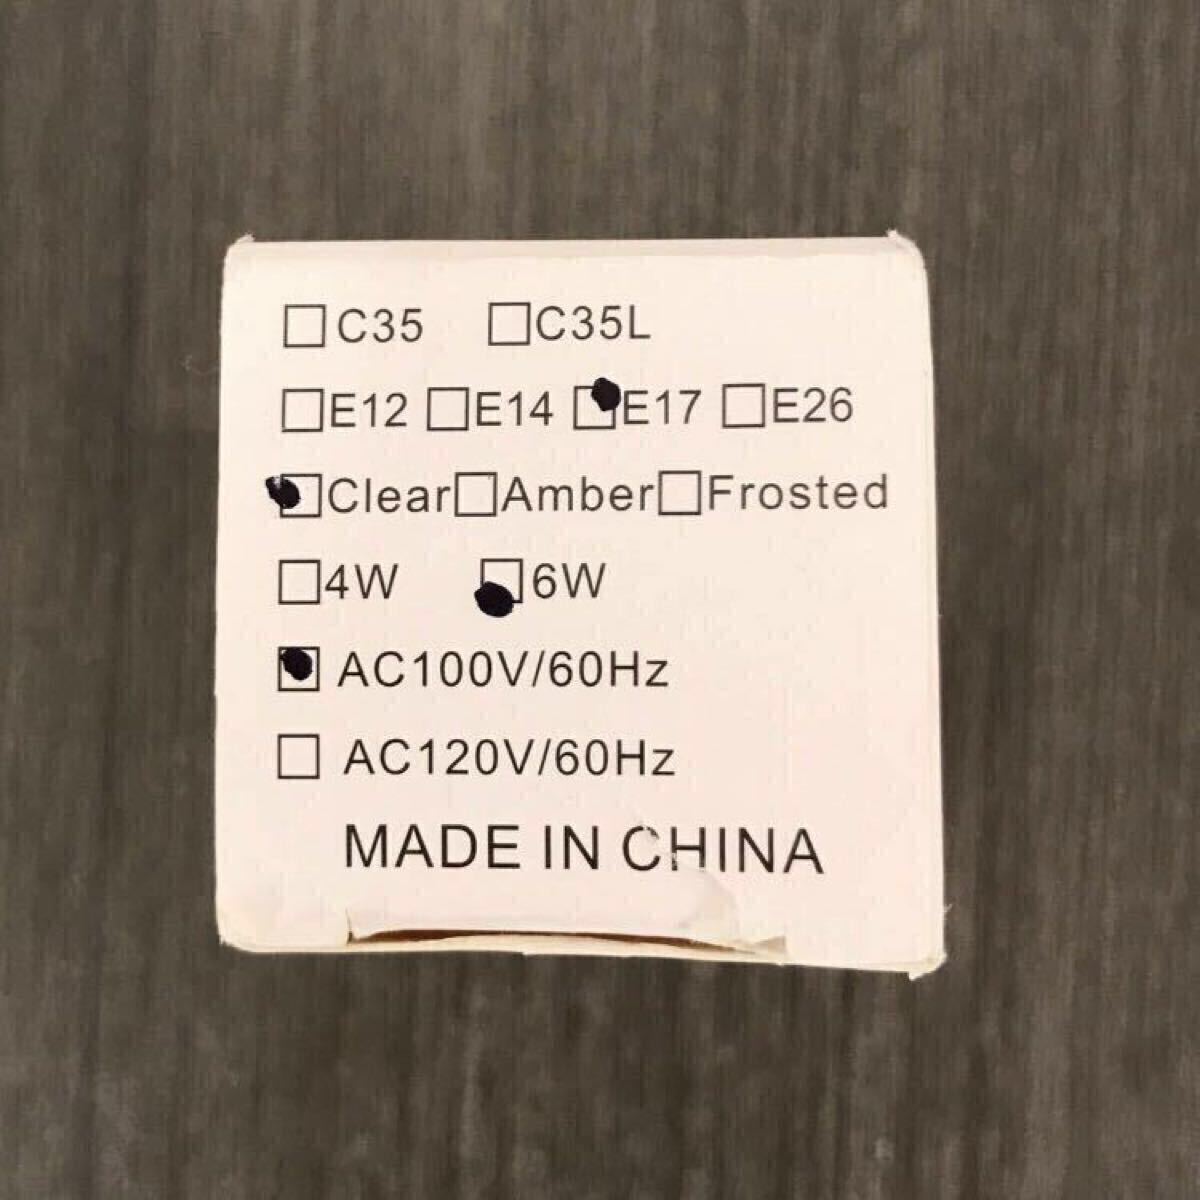 ☐C35 ☐C35L
☐E12 ☐E14 ☑E17 ☐E26
☑Clear ☐Amber ☐Frosted
☐4W ☑6W
☑ AC100V/60Hz
☐ AC120V/60Hz
MADE IN CHINA